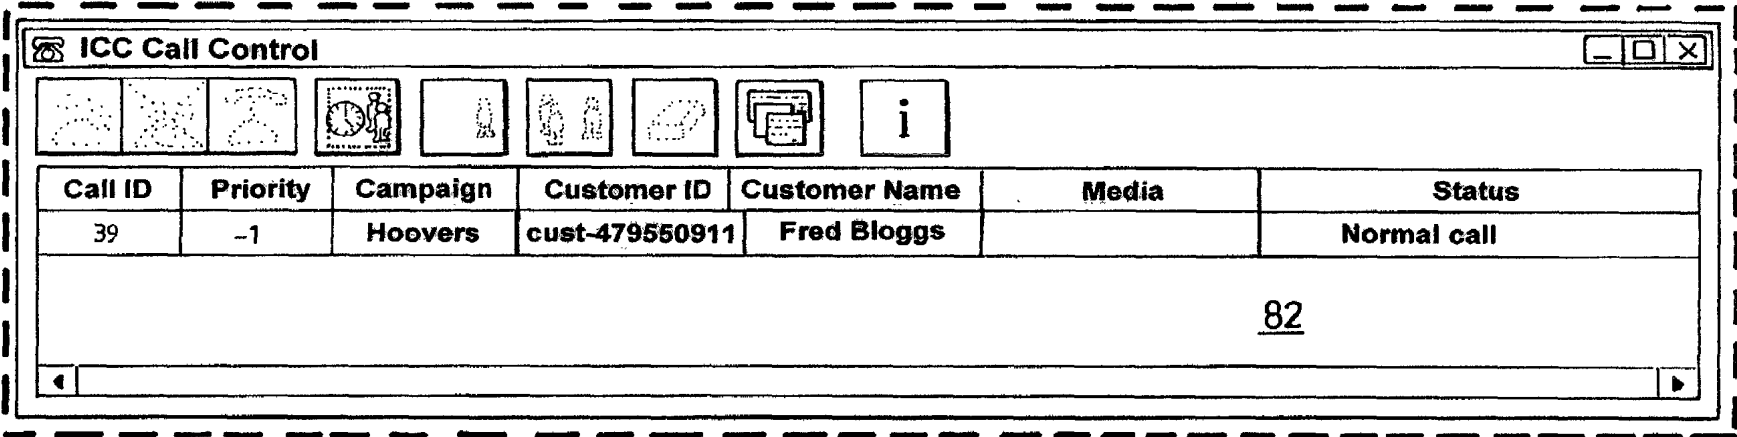 ICC Call Control
i
Call ID Priority Campaign Customer ID Customer Name Media Status
39 -1 Hoovers cust-479550911 Fred Bloggs Normal call
82